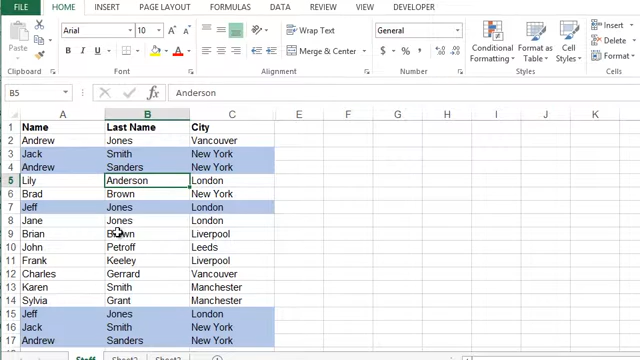 FILE HOME INSERT PAGE LAYOUT FORMULAS DATA REVIEW VIEW DEVELOPER
Paste Arial 10 Wrap Text General Conditional Formatting Format as Table Cell Styles Insert
B I U Merge & Center $ % Delete
Format
Clipboard Font Alignment Number Styles Cells
B5 fx Anderson
A B C D E F G H I J K
1 Name Last Name City
2 Andrew Jones Vancouver
3 Jack Smith New York
4 Andrew Sanders New York
5 Lily Anderson London
6 Brad Brown New York
7 Jeff Jones London
8 Jane Jones London
9 Brian Brown Liverpool
10 John Petroff Leeds
11 Frank Keeley Liverpool
12 Charles Gerrard Vancouver
13 Karen Smith Manchester
14 Sylvia Grant Manchester
15 Jeff Jones London
16 Jack Smith New York
17 Andrew Sanders New York
Staff Sheet2 Sheet3